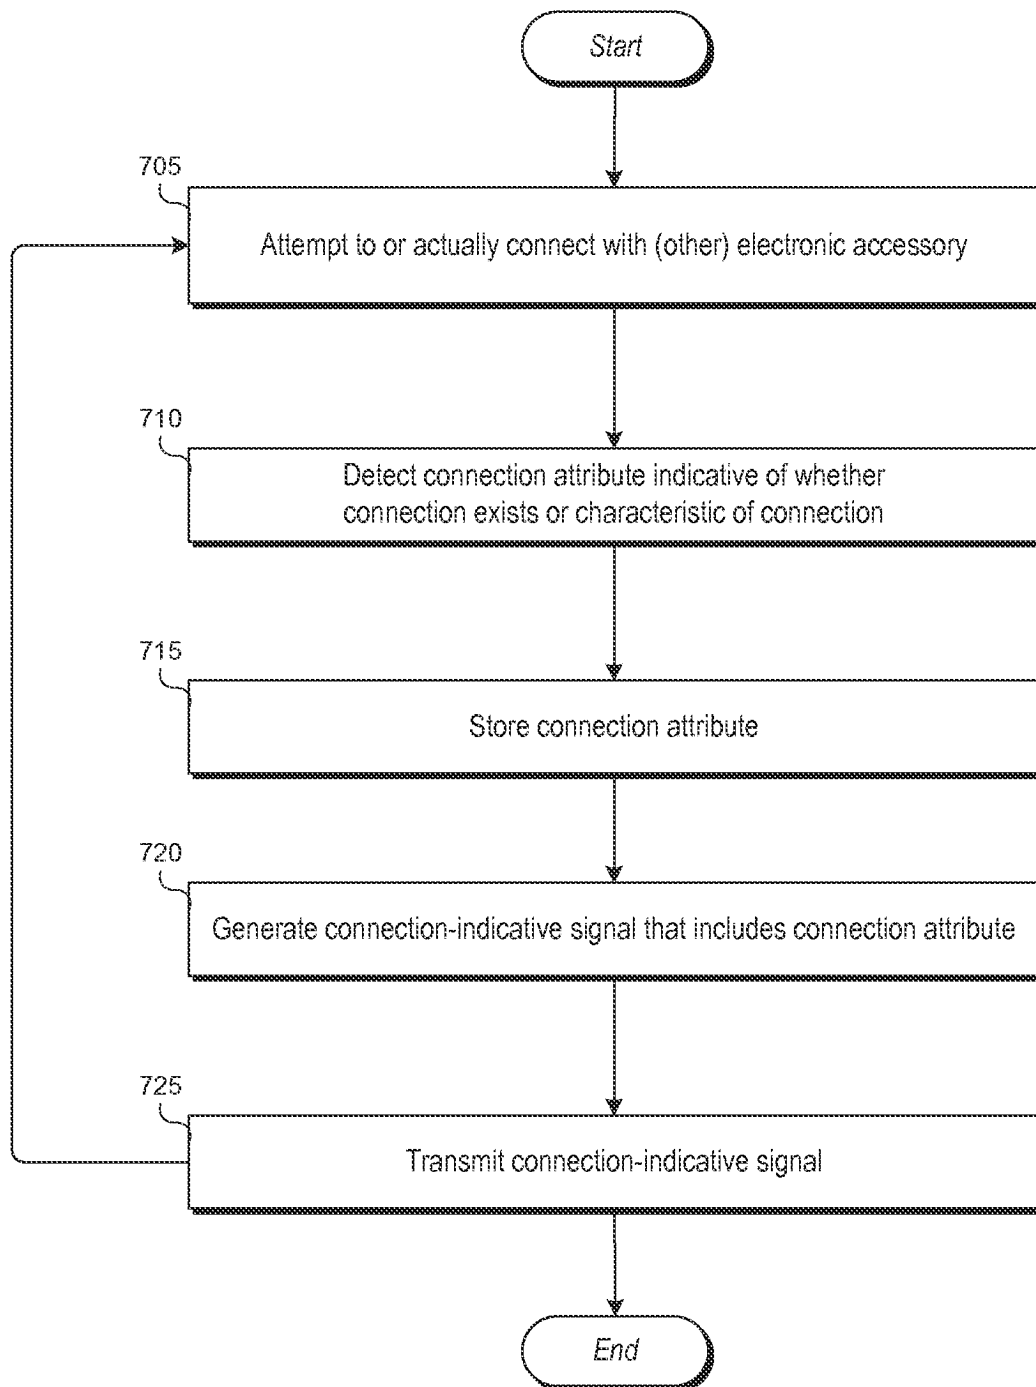 Start
705
Attempt to or actually connect with (other) electronic accessory
710
Detect connection attribute indicative of whether
connection exists or characteristic of connection
715
Store connection attribute
720
Generate connection-indicative signal that includes connection attribute
725
Transmit connection-indicative signal
End